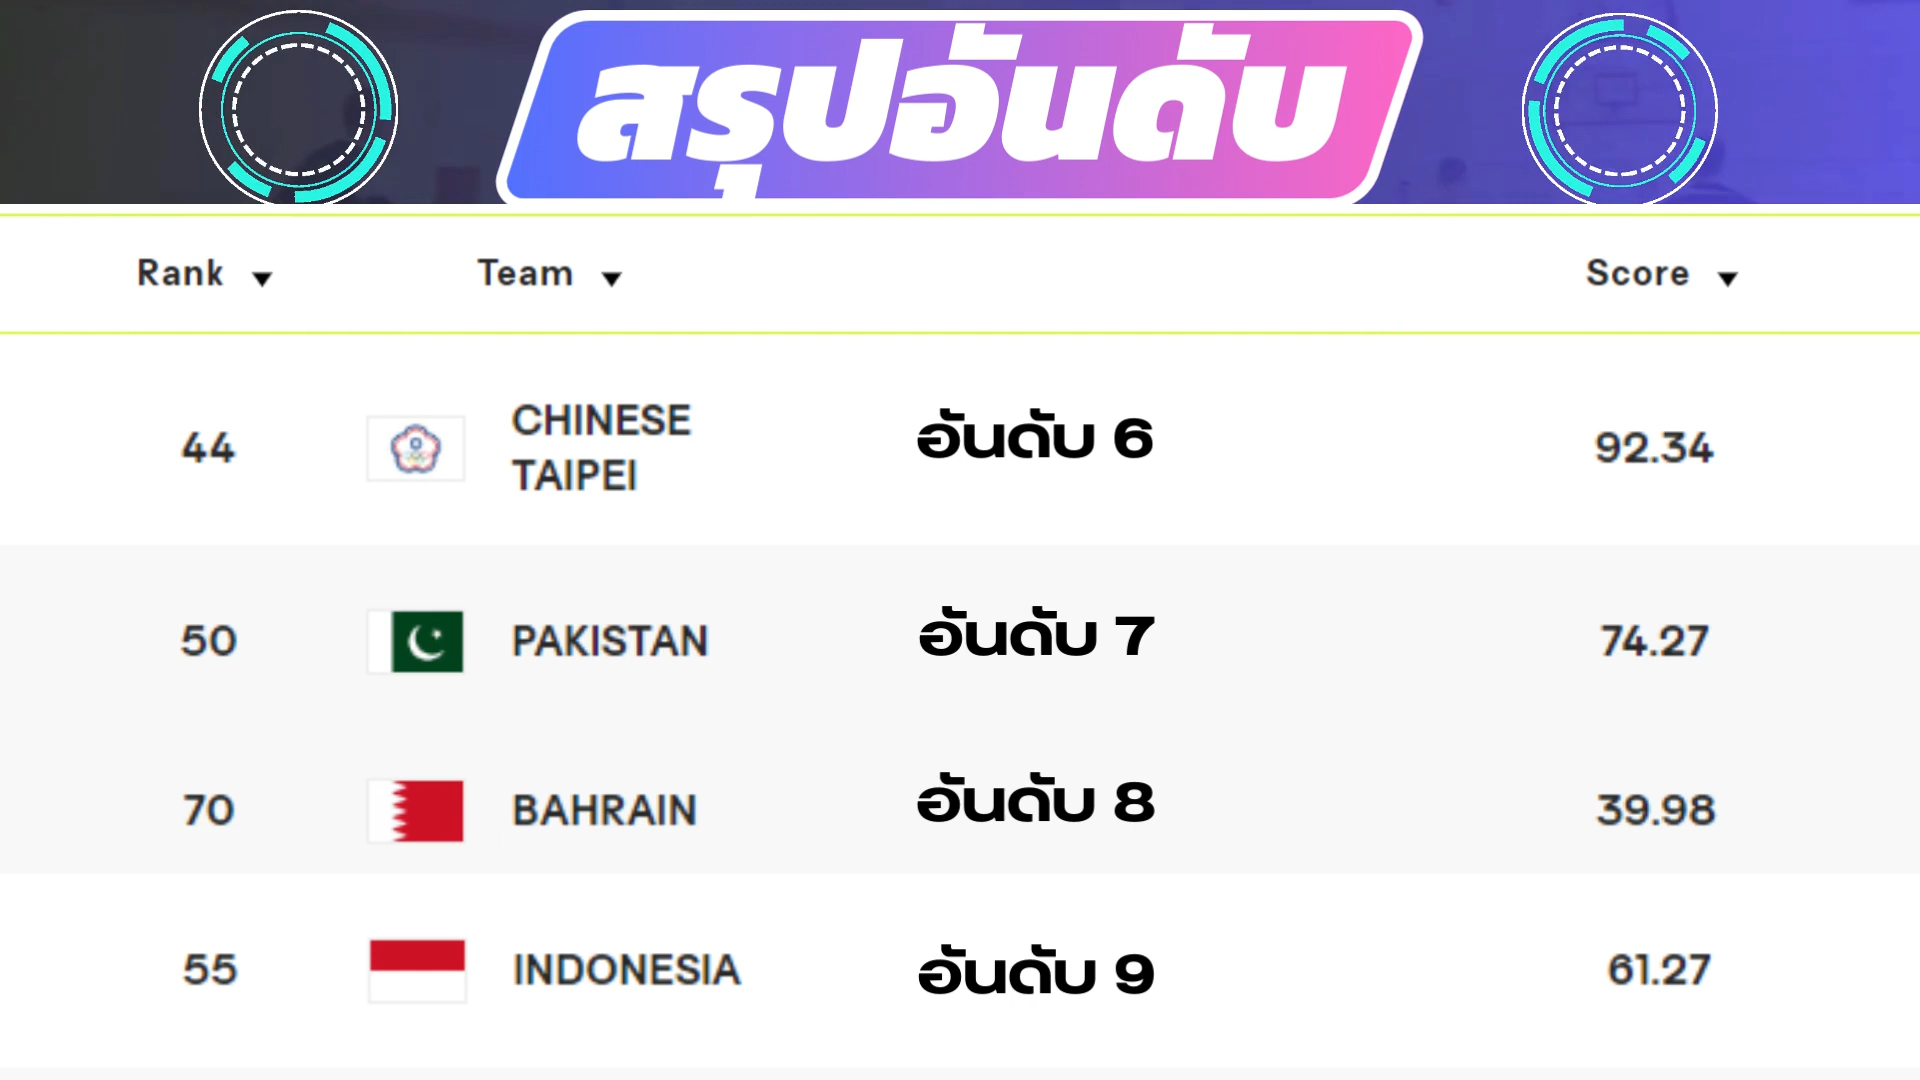 สรุปอันดับ
Rank Team Score
44 CHINESE TAIPEI อันดับ 6 92.34
50 PAKISTAN อันดับ 7 74.27
70 BAHRAIN อันดับ 8 39.98
55 INDONESIA อันดับ 9 61.27